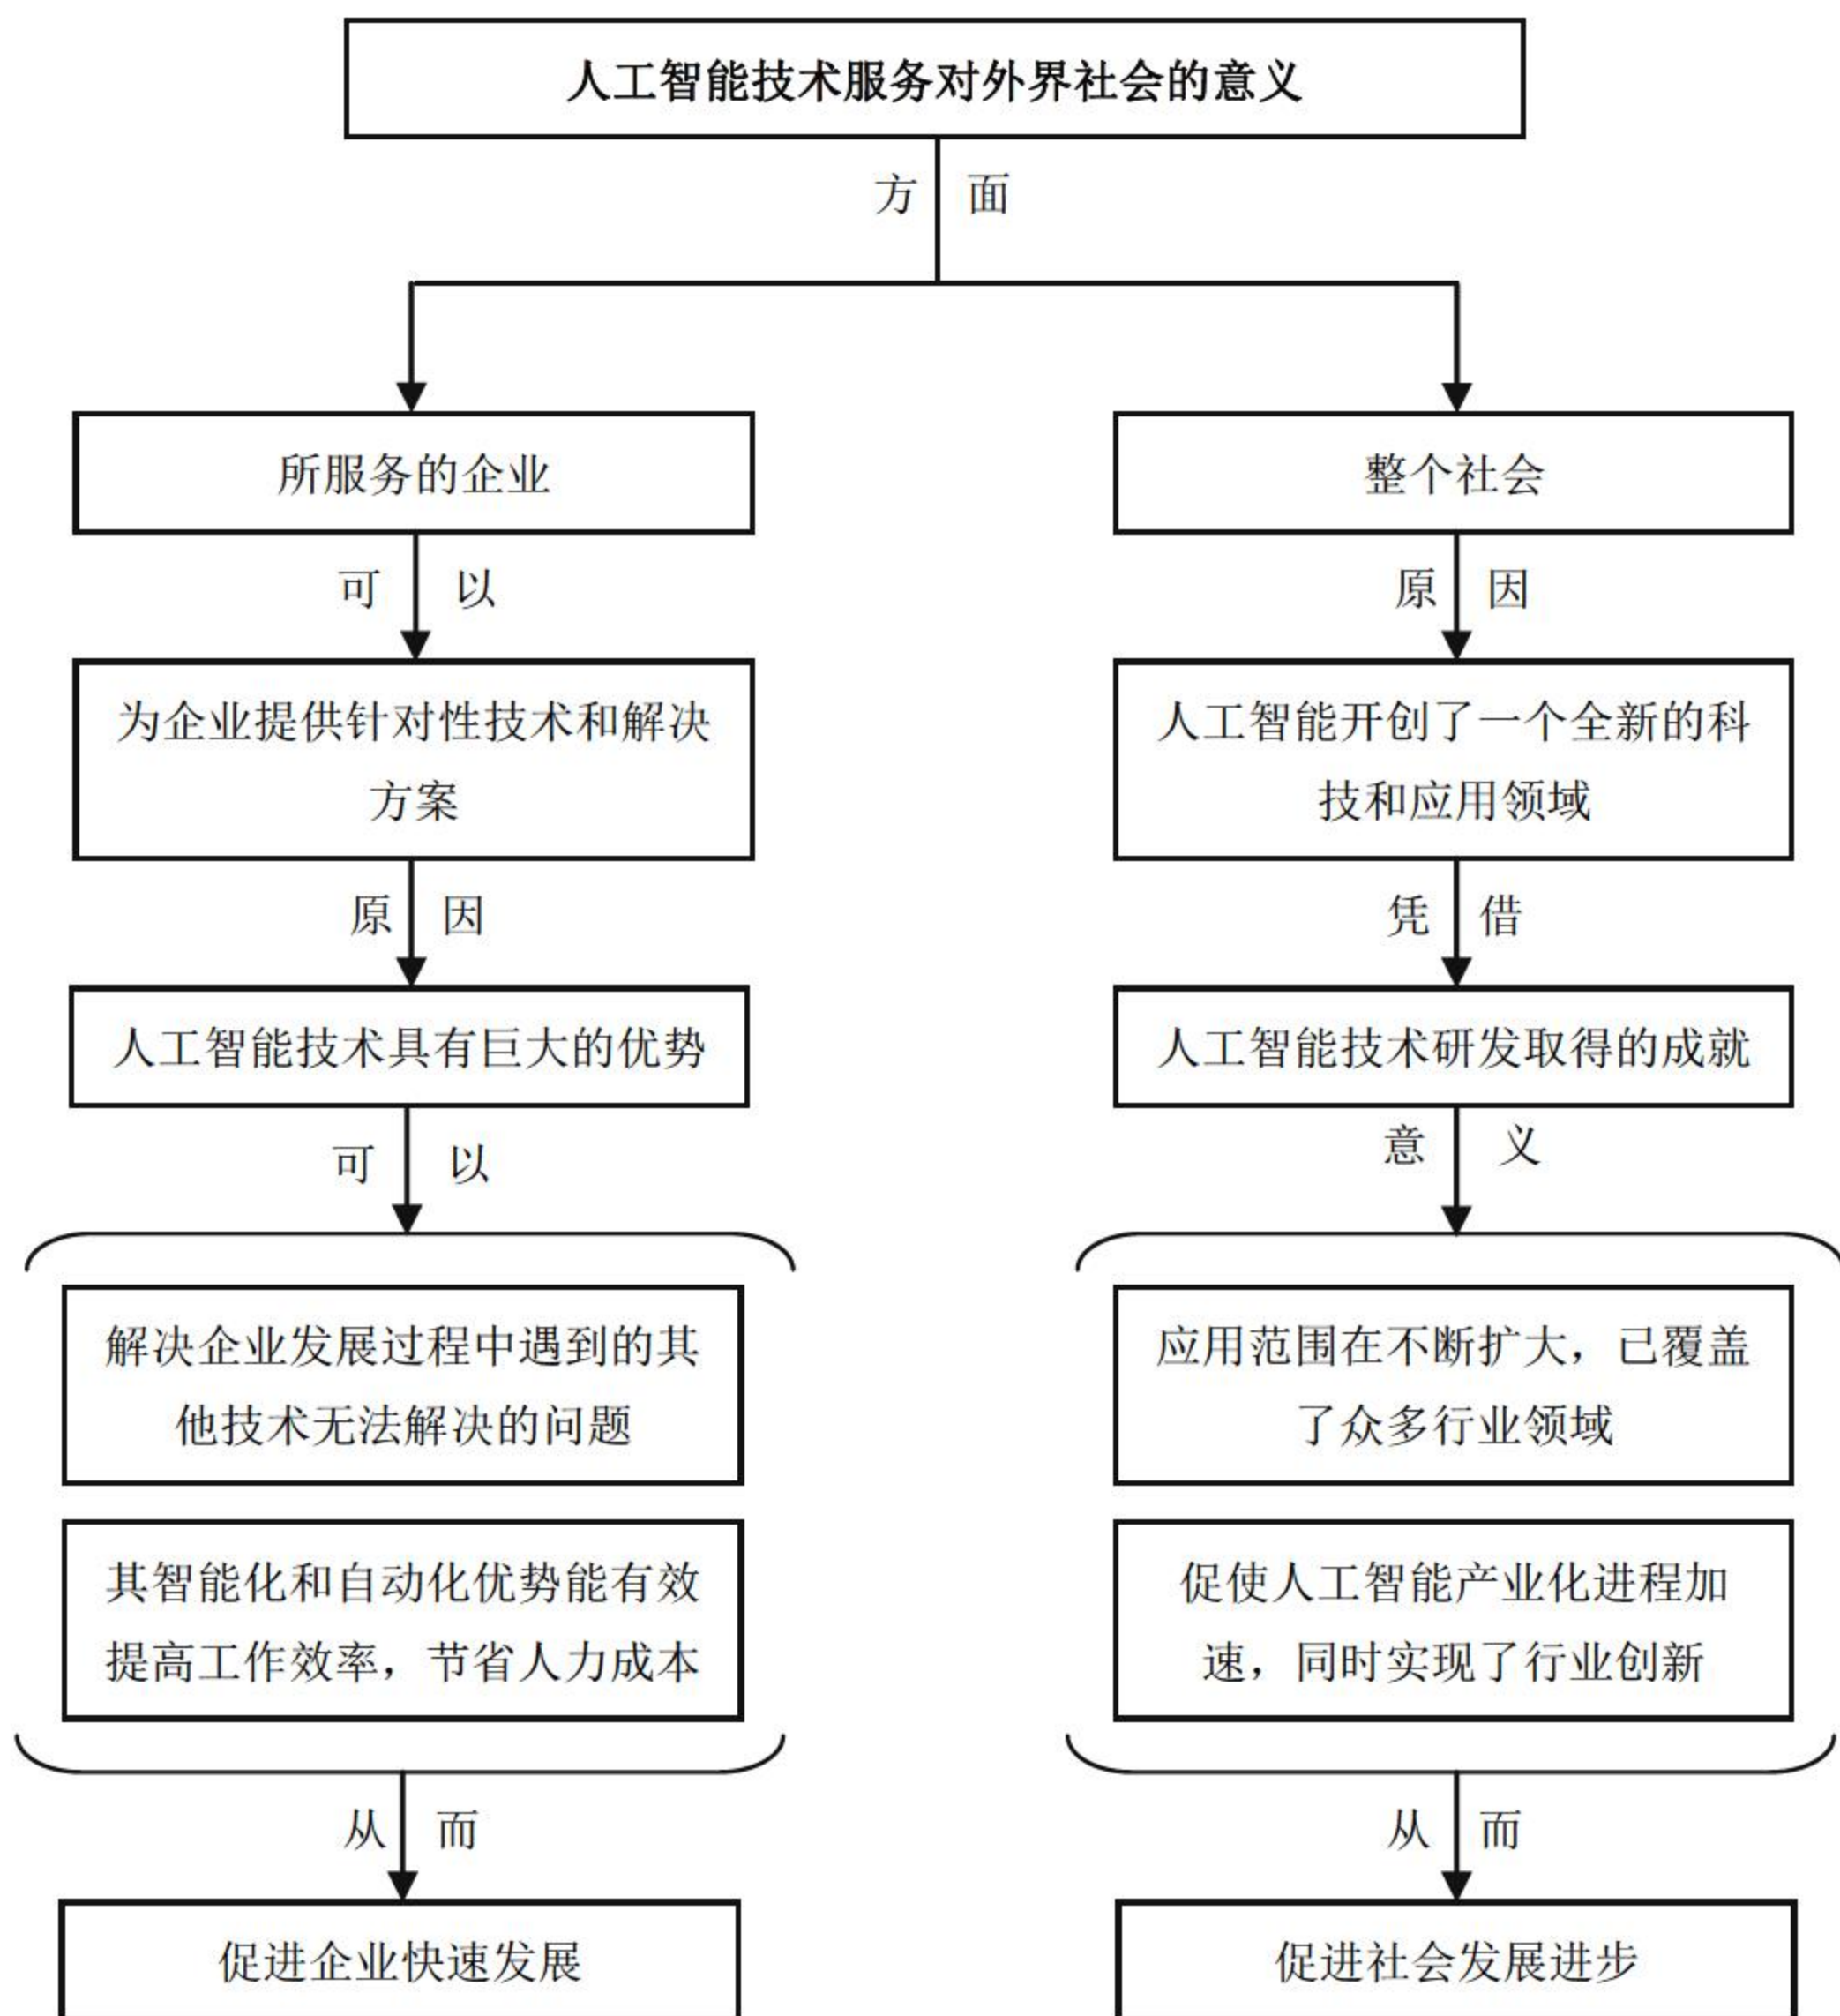 人工智能技术服务对外界社会的意义
方 面
所服务的企业
可 以
为企业提供针对性技术和解决
方案
原 因
人工智能技术具有巨大的优势
可 以
解决企业发展过程中遇到的其
他技术无法解决的问题
其智能化和自动化优势能有效
提高工作效率，节省人力成本
从 而
促进企业快速发展
整个社会
原 因
人工智能开创了一个全新的科
技和应用领域
凭 借
人工智能技术研发取得的成就
意 义
应用范围在不断扩大，已覆盖
了众多行业领域
促使人工智能产业化进程加
速，同时实现了行业创新
从 而
促进社会发展进步